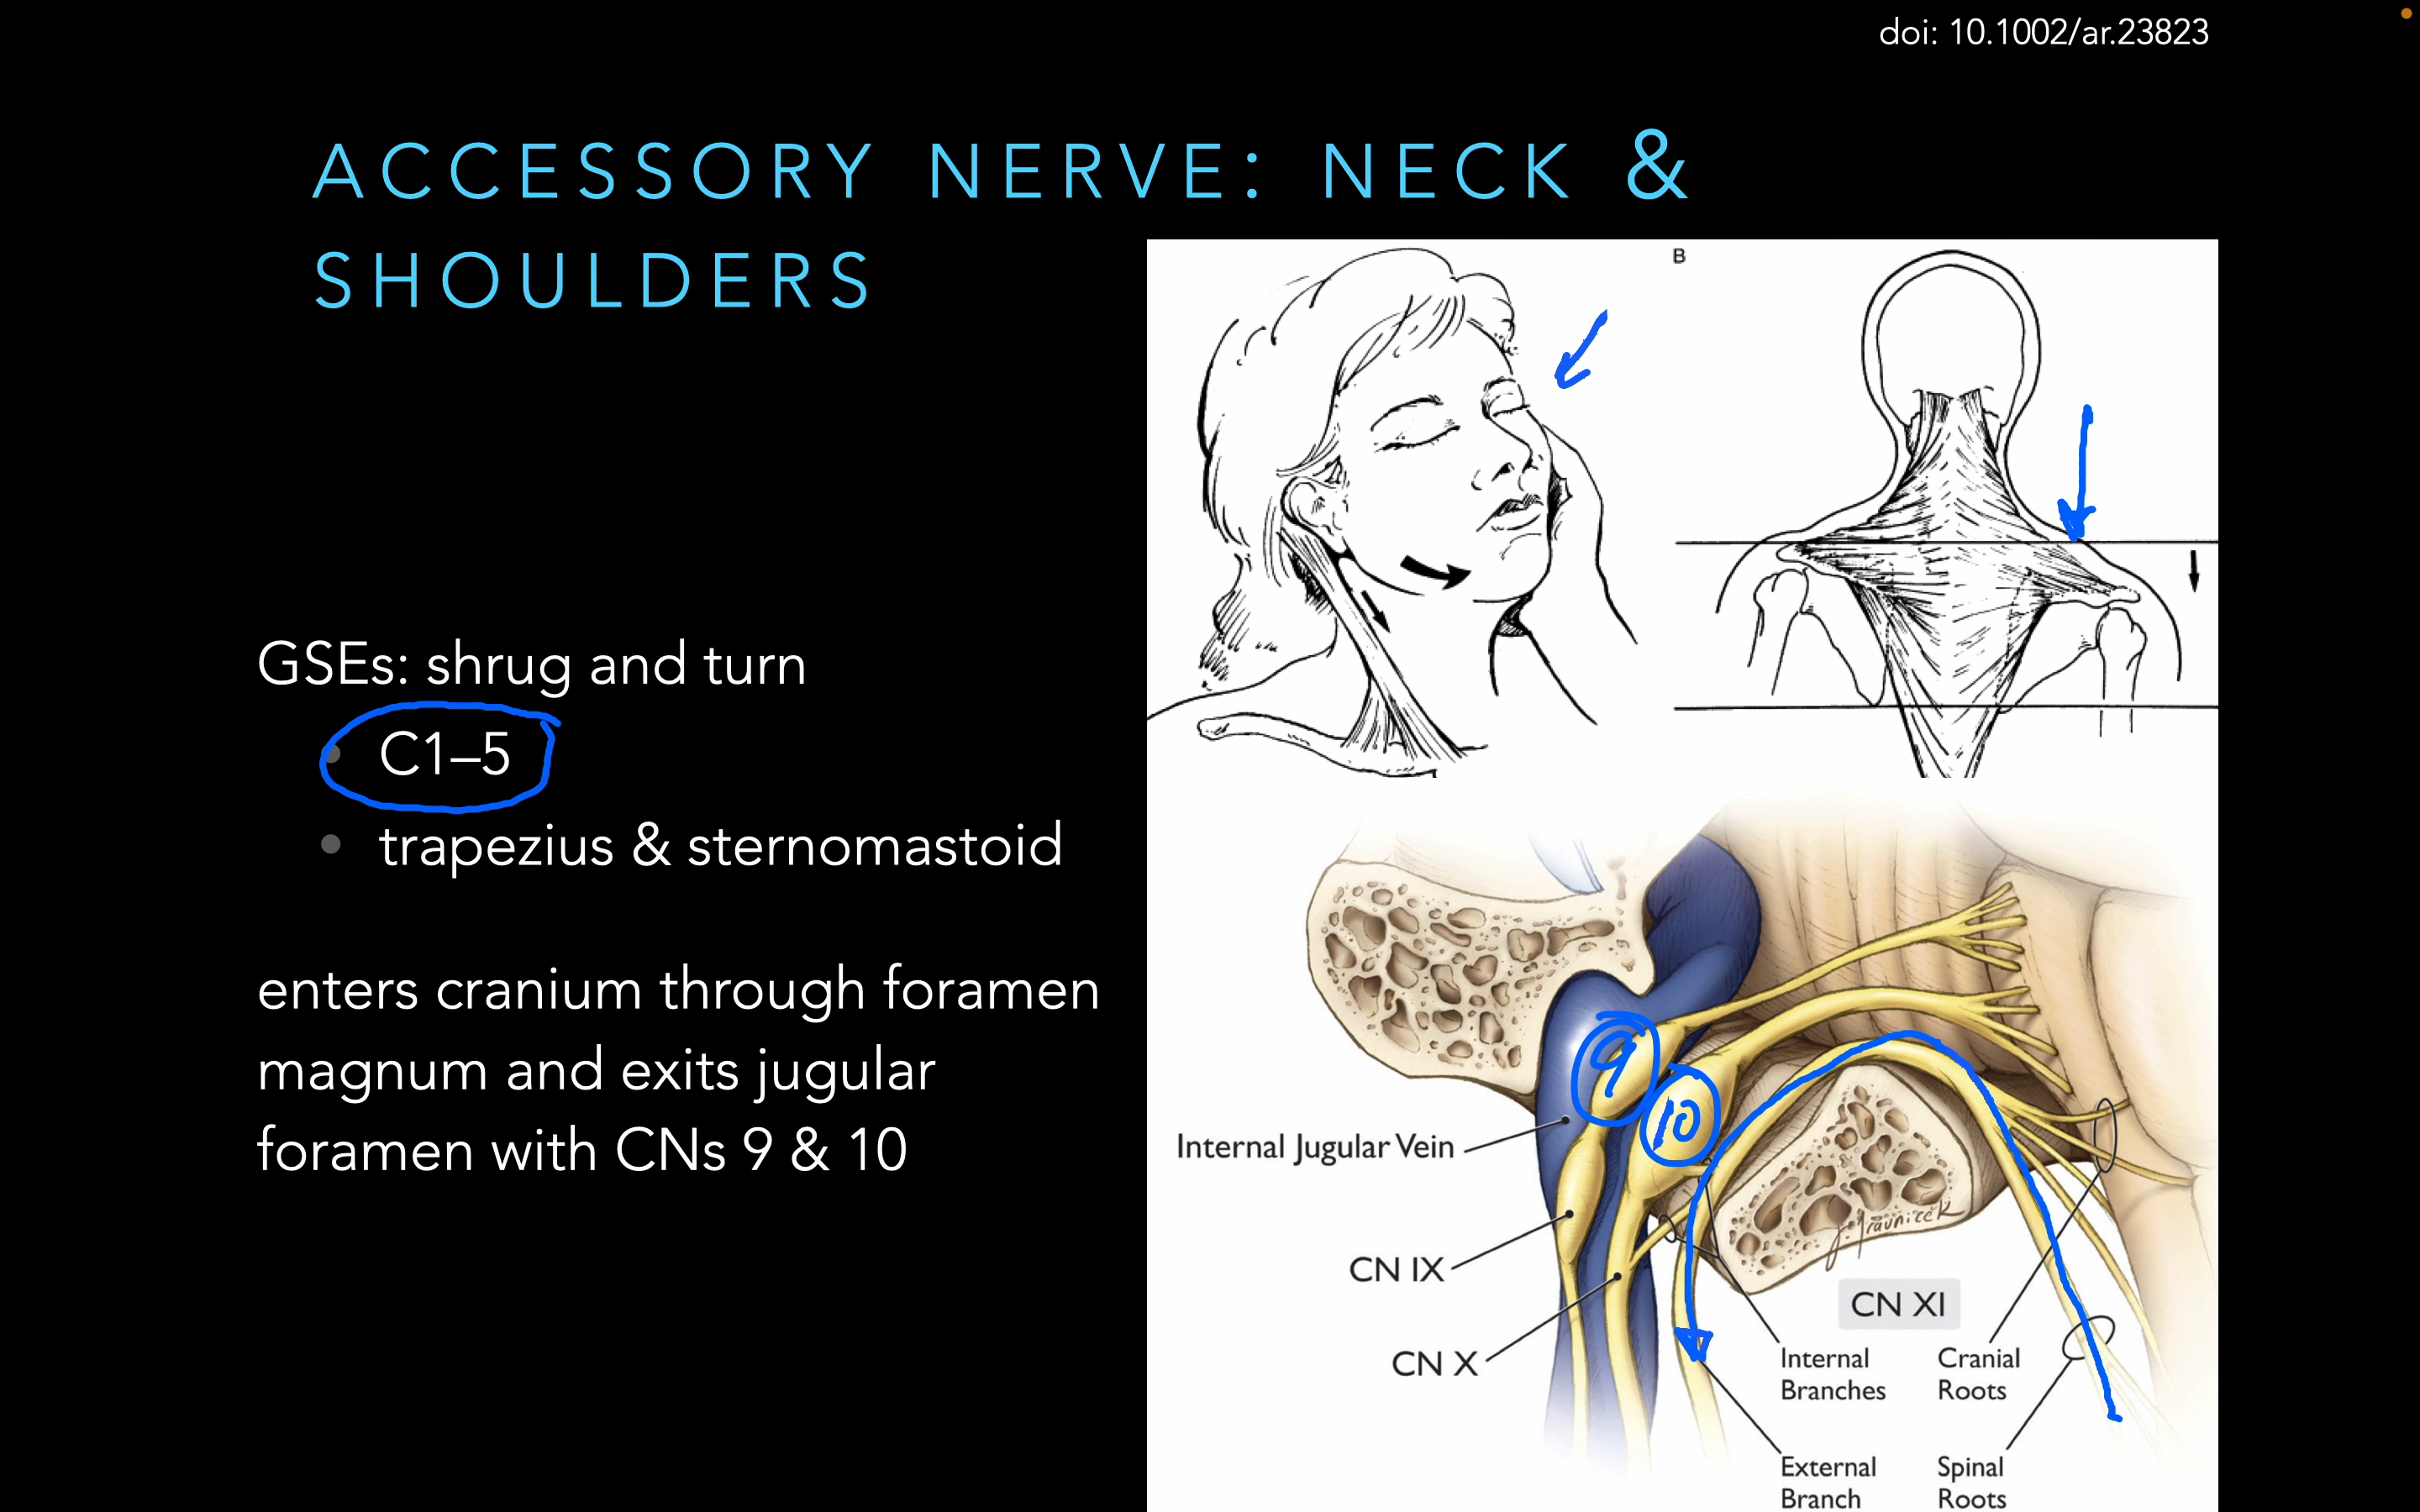 doi: 10.1002/ar.23823
ACCESSORY NERVE: NECK &
SHOULDERS
GSEs: shrug and turn
C1–5
trapezius & sternomastoid
enters cranium through foramen
magnum and exits jugular
foramen with CNs 9 & 10
B
9
10
Internal Jugular Vein
CN IX
CN X
CN XI
Internal
Branches
Cranial
Roots
External
Branch
Spinal
Roots